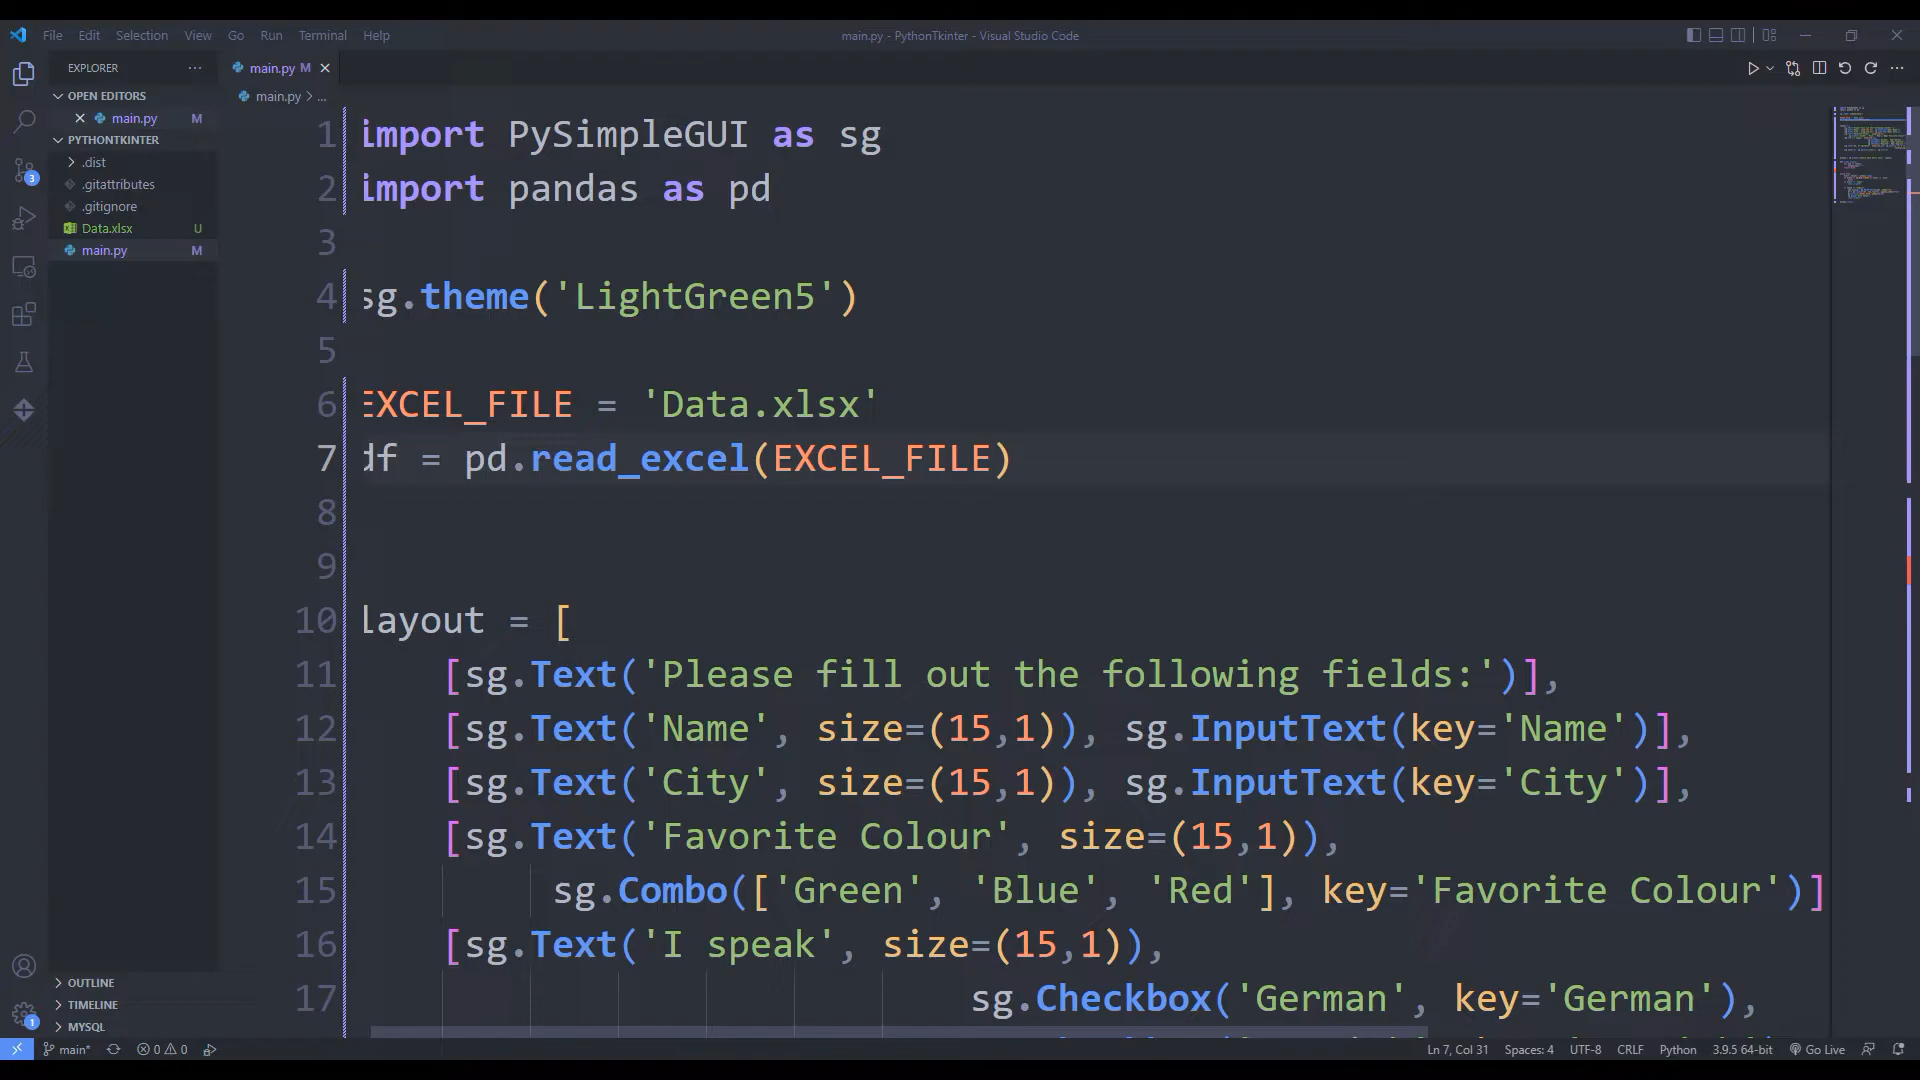 File Edit Selection View Go Run Terminal Help
main.py - PythonTkinter - Visual Studio Code
EXPLORER
OPEN EDITORS
main.py M
PYTHONTKINTER
.dist
.gitattributes
.gitignore
Data.xlsx U
main.py M
OUTLINE
TIMELINE
MYSQL
3
1
main.py M
main.py > ...
1 import PySimpleGUI as sg
2 import pandas as pd
3
4 sg.theme('LightGreen5')
5
6 EXCEL_FILE = 'Data.xlsx'
7 df = pd.read_excel(EXCEL_FILE)
8
9
10 layout = [
11 [sg.Text('Please fill out the following fields:')],
12 [sg.Text('Name', size=(15,1)), sg.InputText(key='Name')],
13 [sg.Text('City', size=(15,1)), sg.InputText(key='City')],
14 [sg.Text('Favorite Colour', size=(15,1)),
15 sg.Combo(['Green', 'Blue', 'Red'], key='Favorite Colour')]
16 [sg.Text('I speak', size=(15,1)),
17 sg.Checkbox('German', key='German'),
main* 0 0 Ln 7, Col 31 Spaces: 4 UTF-8 CRLF Python 3.9.5 64-bit Go Live